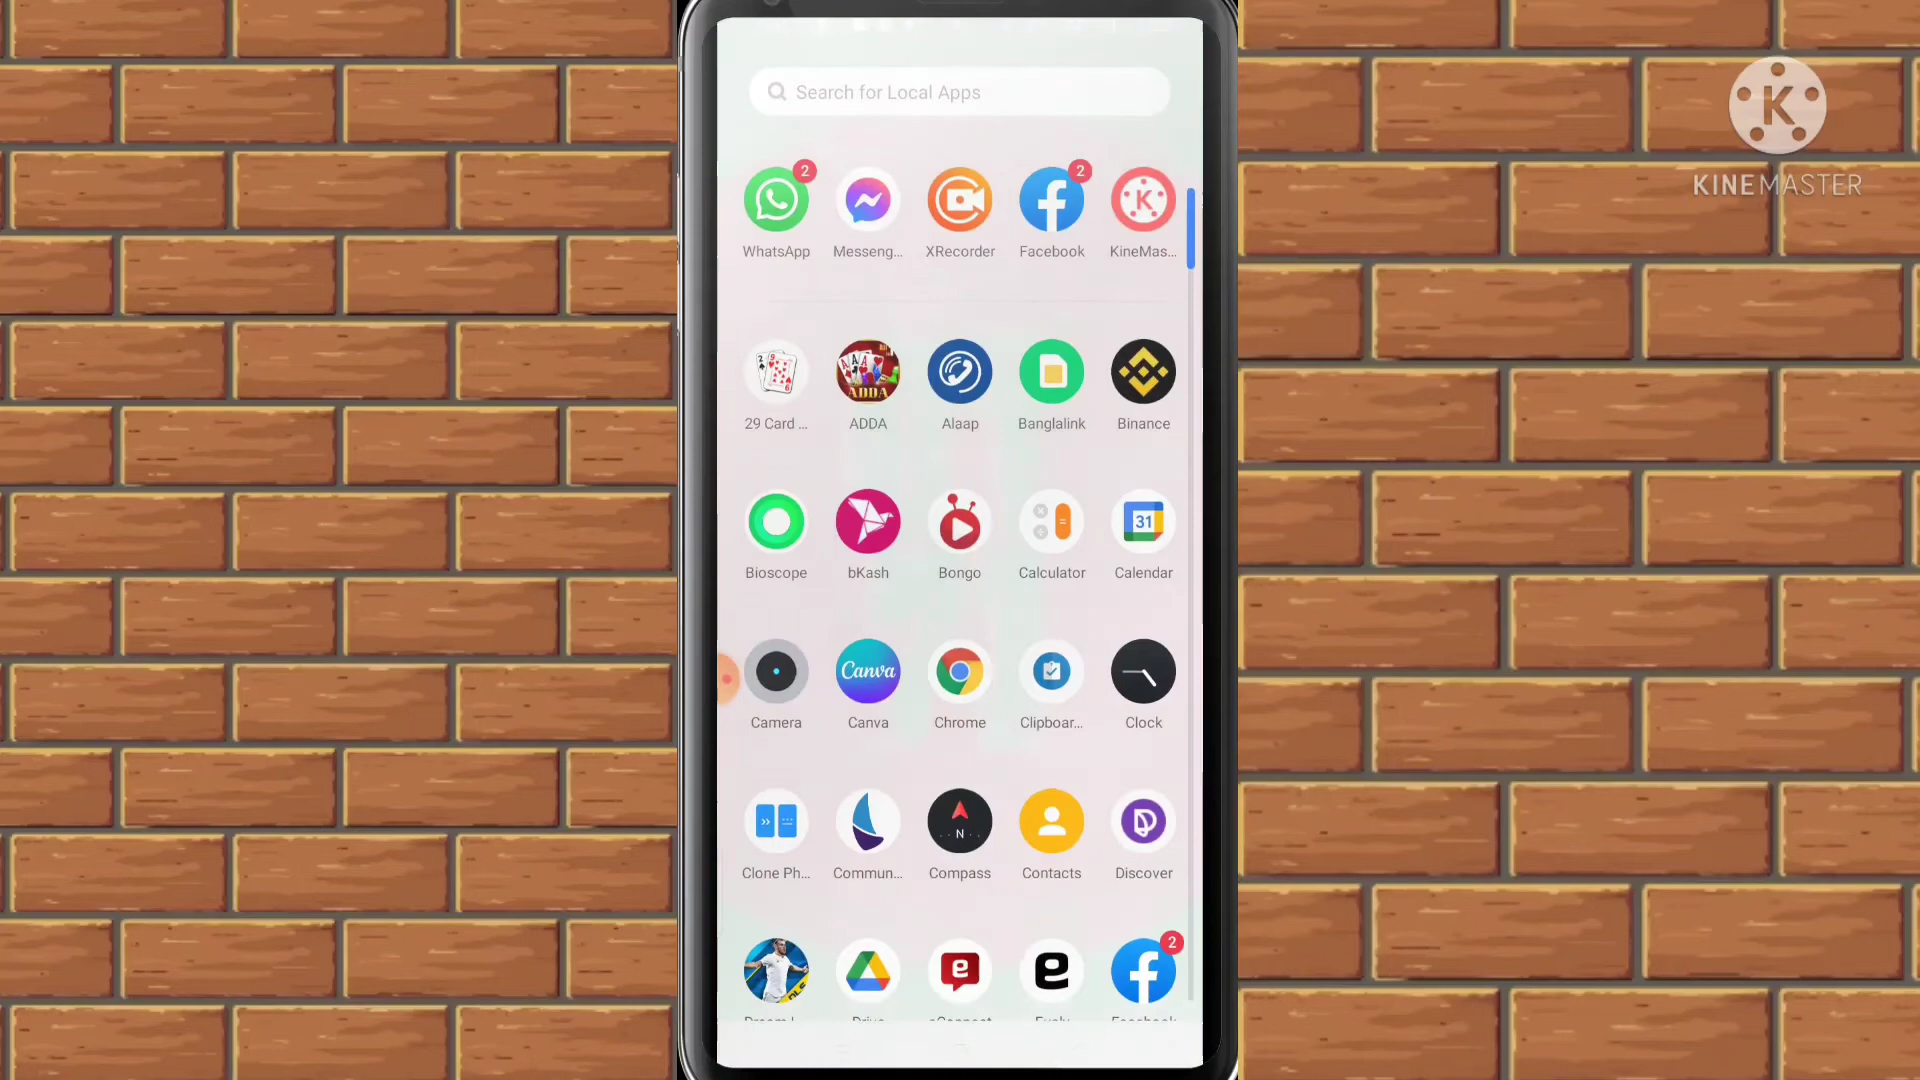 Search for Local Apps
KINEMASTER
2
2
WhatsApp Messeng... XRecorder Facebook KineMas...
ADDA
29 Card ... ADDA Alaap Banglalink Binance
31
Bioscope bKash Bongo Calculator Calendar
Canva
Camera Canva Chrome Clipboar... Clock
N
Clone Ph... Commun... Compass Contacts Discover
2